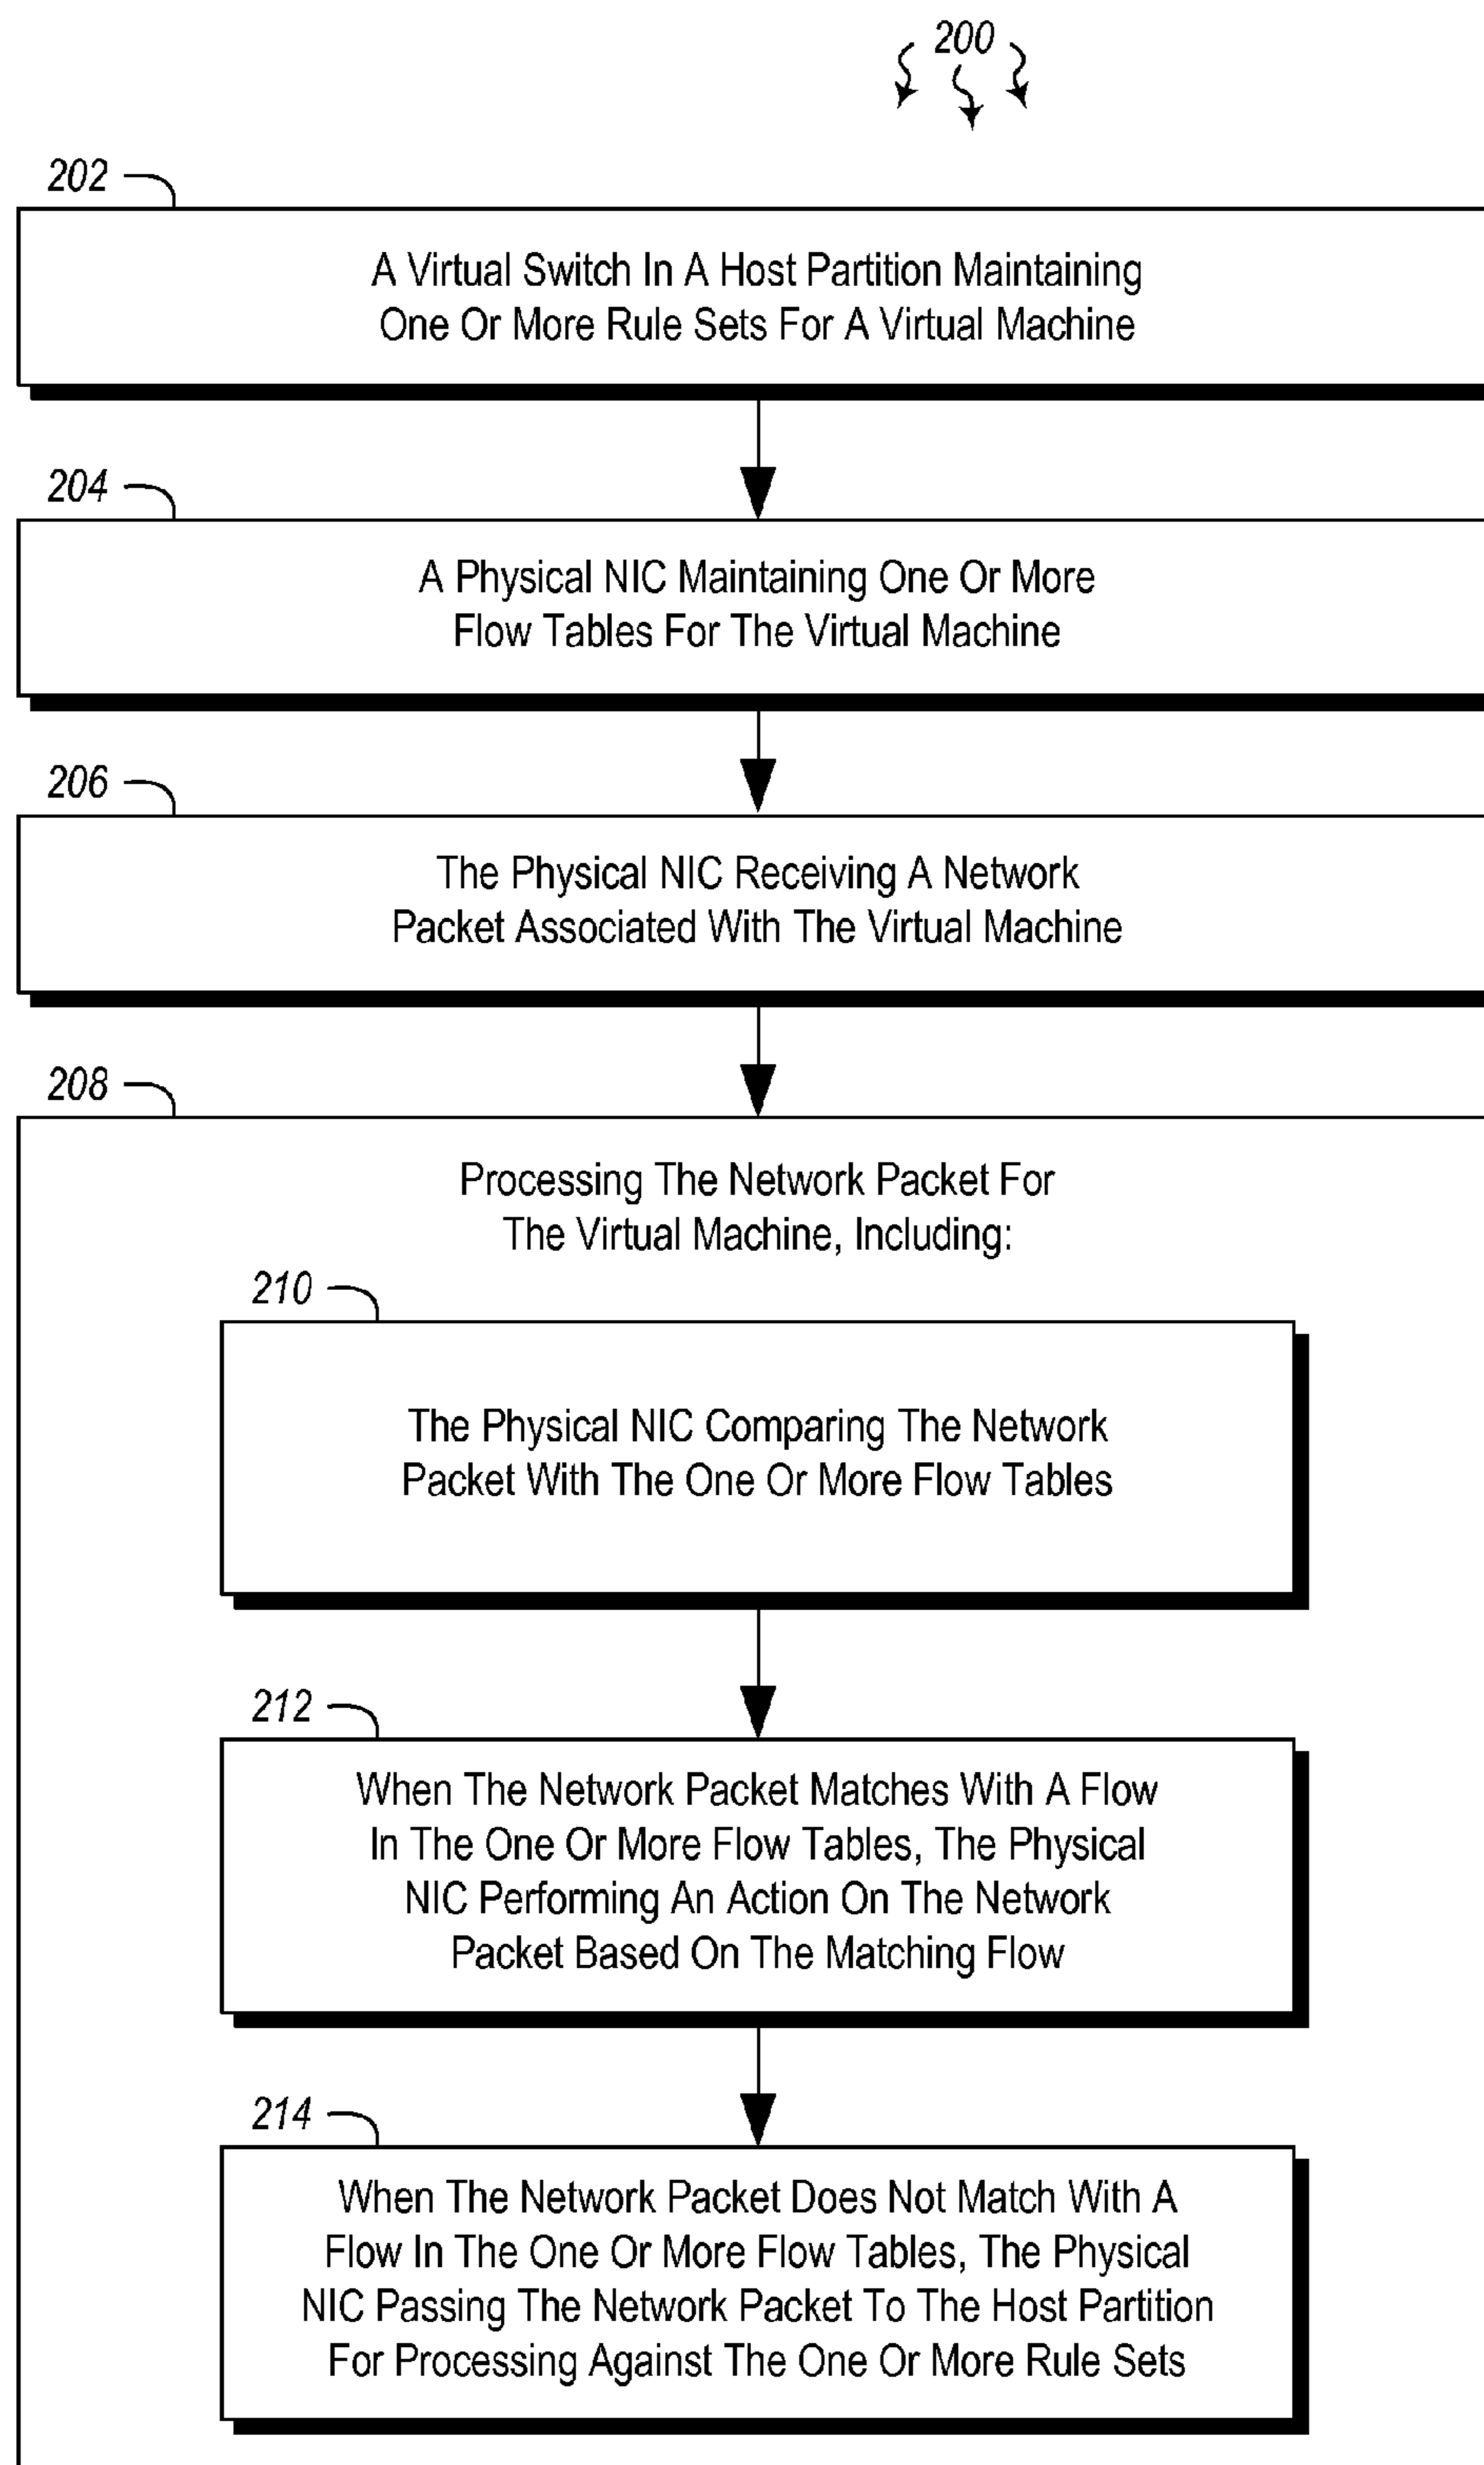 200
202
A Virtual Switch In A Host Partition Maintaining
One Or More Rule Sets For A Virtual Machine
204
A Physical NIC Maintaining One Or More
Flow Tables For The Virtual Machine
206
The Physical NIC Receiving A Network
Packet Associated With The Virtual Machine
208
Processing The Network Packet For
The Virtual Machine, Including:
210
The Physical NIC Comparing The Network
Packet With The One Or More Flow Tables
212
When The Network Packet Matches With A Flow
In The One Or More Flow Tables, The Physical
NIC Performing An Action On The Network
Packet Based On The Matching Flow
214
When The Network Packet Does Not Match With A
Flow In The One Or More Flow Tables, The Physical
NIC Passing The Network Packet To The Host Partition
For Processing Against The One Or More Rule Sets